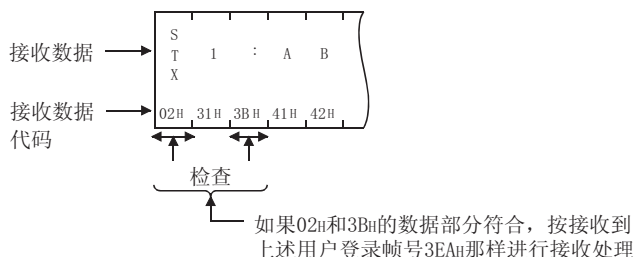 接收数据
S
T
X
1 : A B
接收数据
代码
02H 31H 3BH 41H 42H
检查
如果02H和3BH的数据部分符合，按接收到
上述用户登录帧号3EAH那样进行接收处理